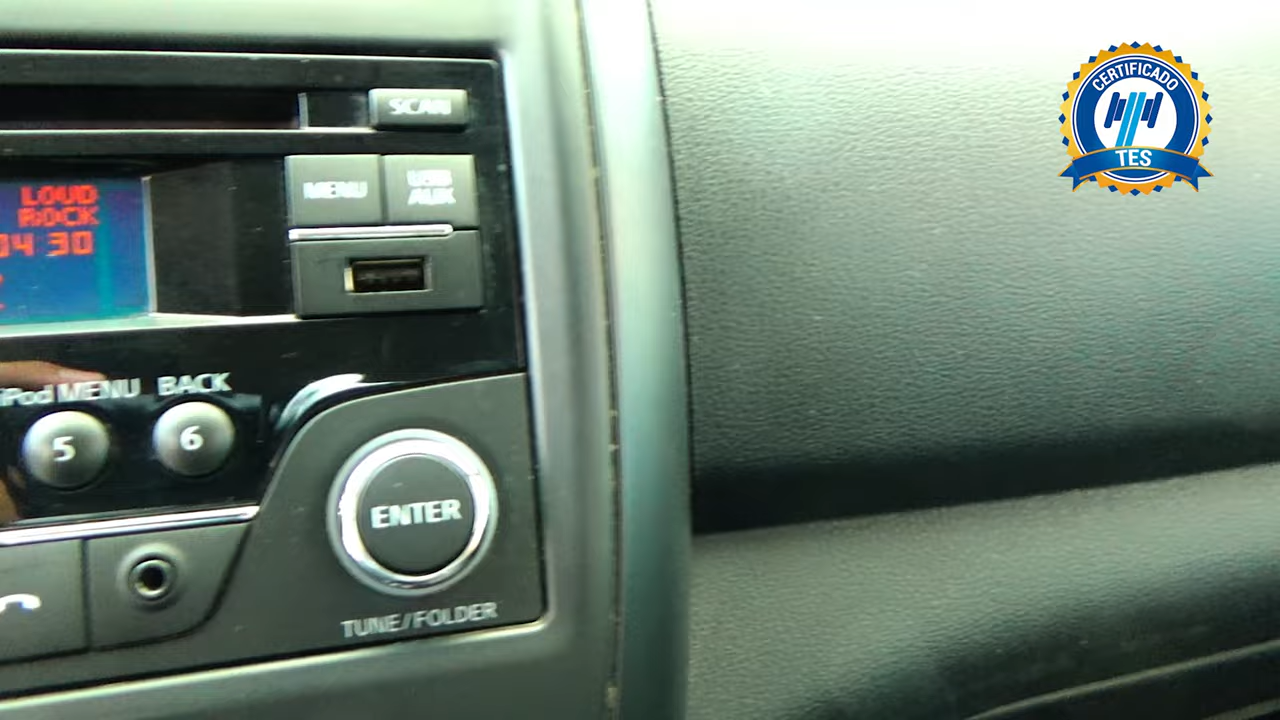 SCAN
MENU
USB
AUX
LOUD
ROCK
04 30
iPod MENU
BACK
5
6
ENTER
TUNE/FOLDER
CERTIFICADO
TES